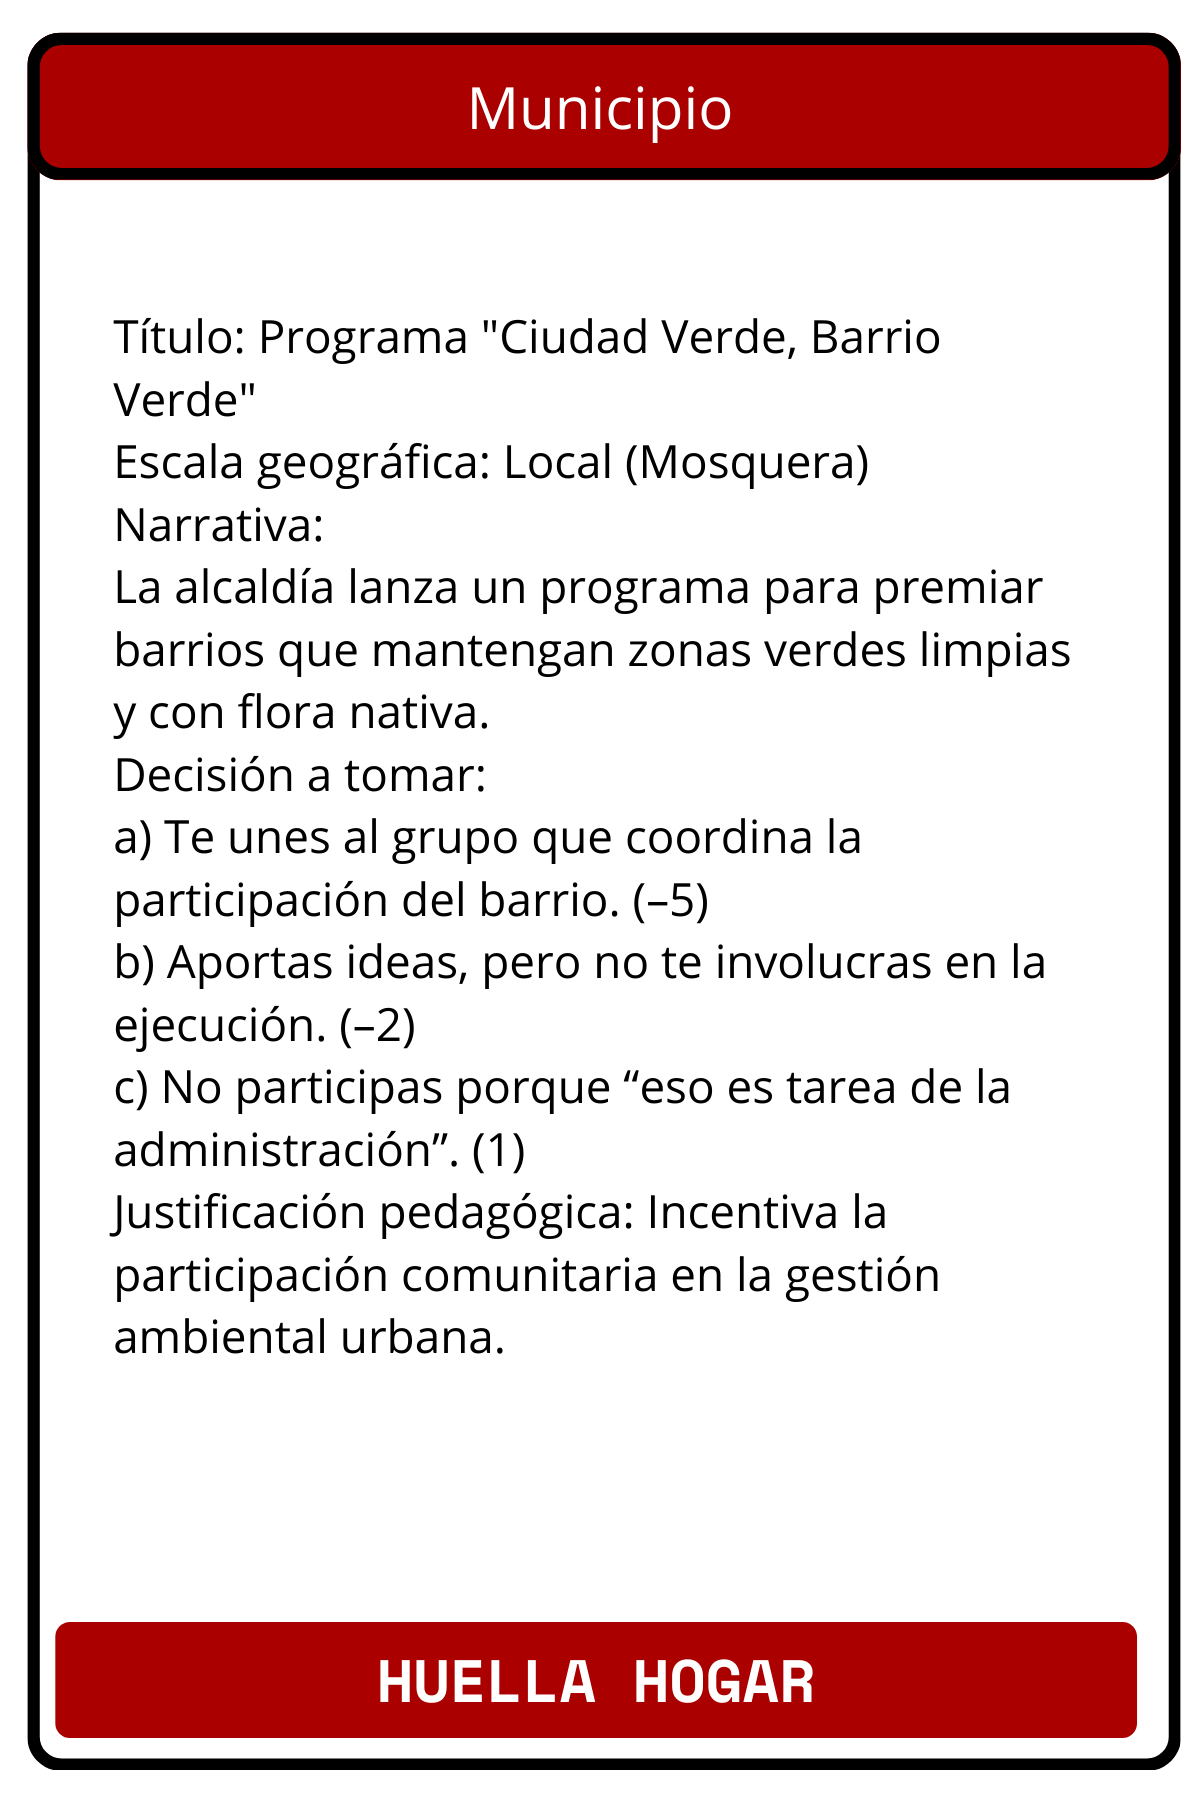 Municipio
Título: Programa "Ciudad Verde, Barrio
Verde"
Escala geográfica: Local (Mosquera)
Narrativa:
La alcaldía lanza un programa para premiar
barrios que mantengan zonas verdes limpias
y con flora nativa.
Decisión a tomar:
a) Te unes al grupo que coordina la
participación del barrio. (–5)
b) Aportas ideas, pero no te involucras en la
ejecución. (–2)
c) No participas porque “eso es tarea de la
administración”. (1)
Justificación pedagógica: Incentiva la
participación comunitaria en la gestión
ambiental urbana.
HUELLA HOGAR